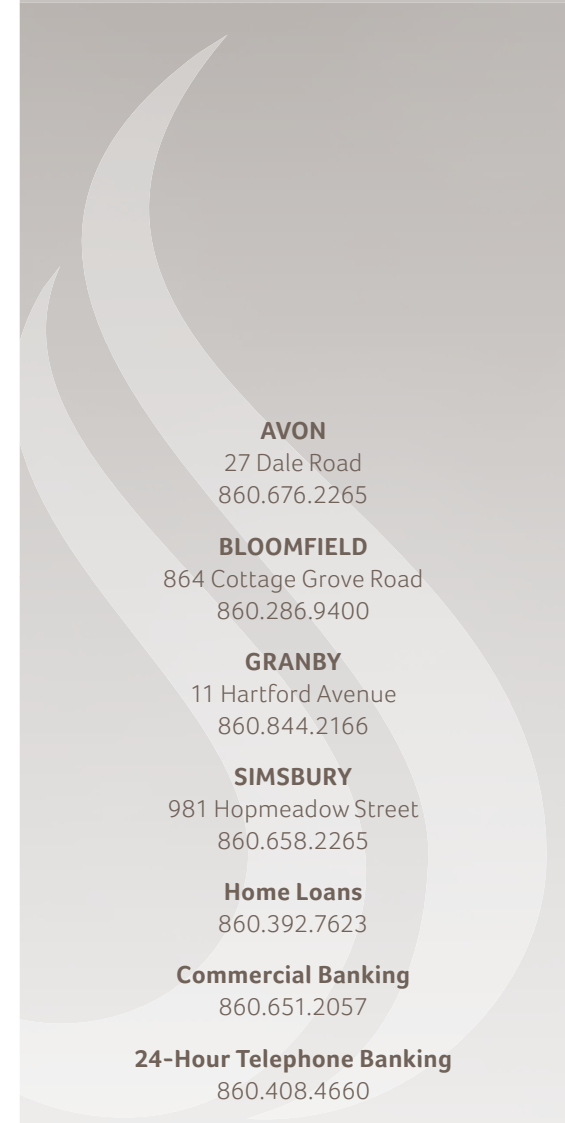 AVON
27 Dale Road
860.676.2265
BLOOMFIELD
864 Cottage Grove Road
860.286.9400
GRANBY
11 Hartford Avenue
860.844.2166
SIMSBURY
981 Hopmeadow Street
860.658.2265
Home Loans
860.392.7623
Commercial Banking
860.651.2057
24-Hour Telephone Banking
860.408.4660